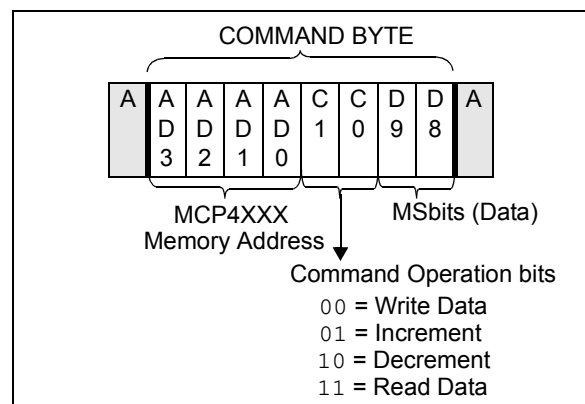 COMMAND BYTE
A A A A A C C D D A
D D D D 1 0 9 8
3 2 1 0
MCP4XXX
Memory Address
MSbits (Data)
Command Operation bits
00 = Write Data
01 = Increment
10 = Decrement
11 = Read Data